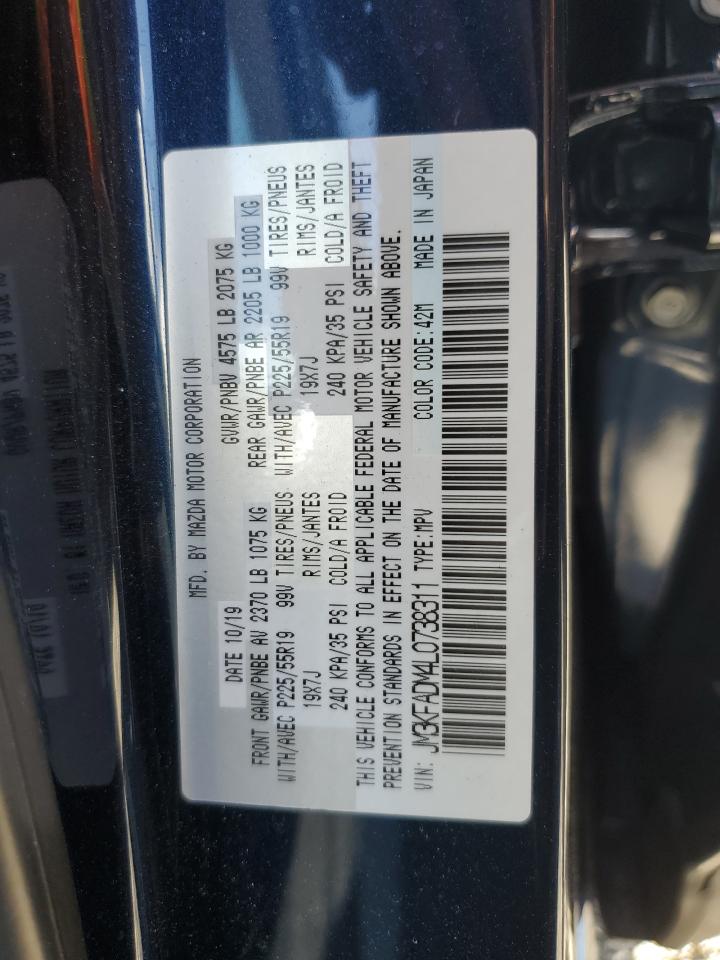 MFD. BY MAZDA MOTOR CORPORATION
DATE 10/19 GVWR/PNBV 4575 LB 2075 KG
FRONT GAWR/PNBE AV 2370 LB 1075 KG REAR GAWR/PNBE AR 2205 LB 1000 KG
WITH/AVEC P225/55R19 99V TIRES/PNEUS WITH/AVEC P225/55R19 99V TIRES/PNEUS
19X7J RIMS/JANTES 19X7J RIMS/JANTES
240 KPA/35 PSI COLD/A FROID 240 KPA/35 PSI COLD/A FROID
THIS VEHICLE CONFORMS TO ALL APPLICABLE FEDERAL MOTOR VEHICLE SAFETY AND THEFT
PREVENTION STANDARDS IN EFFECT ON THE DATE OF MANUFACTURE SHOWN ABOVE.
VIN: JM3KFADM4L0738311 TYPE:MPV COLOR CODE:42M MADE IN JAPAN